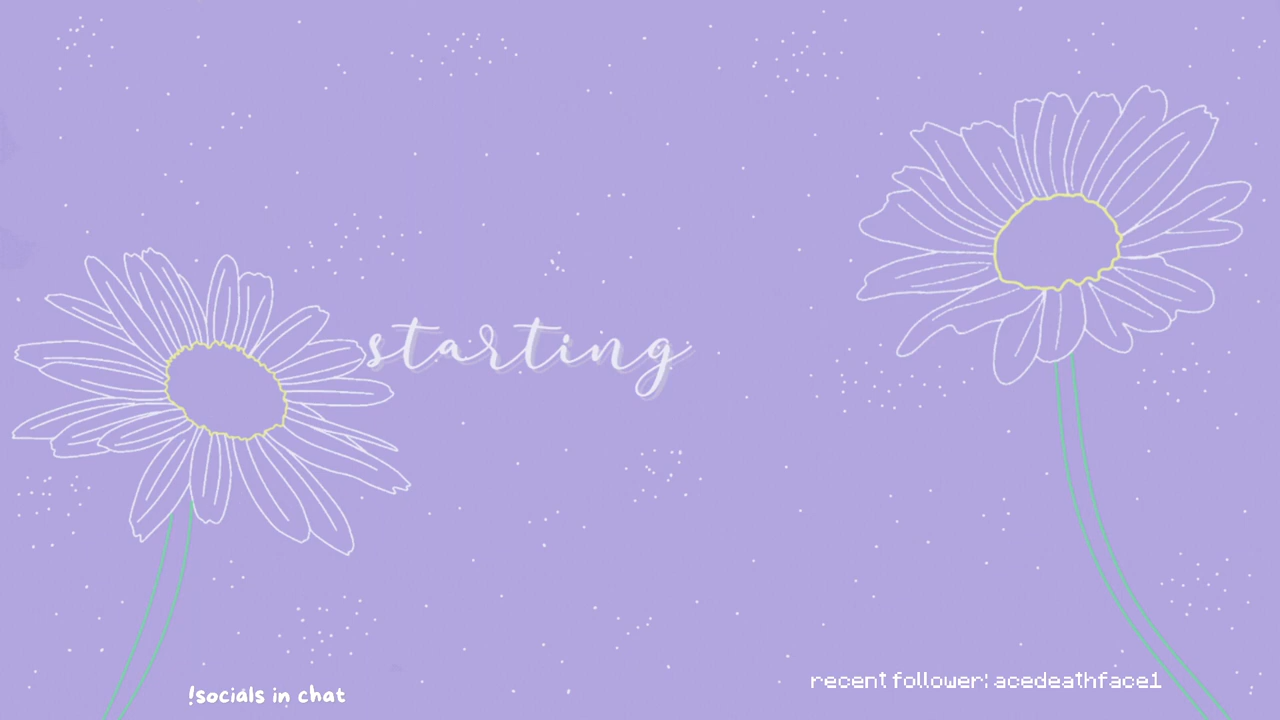 starting
!socials in chat
recent follower: acedeathface1